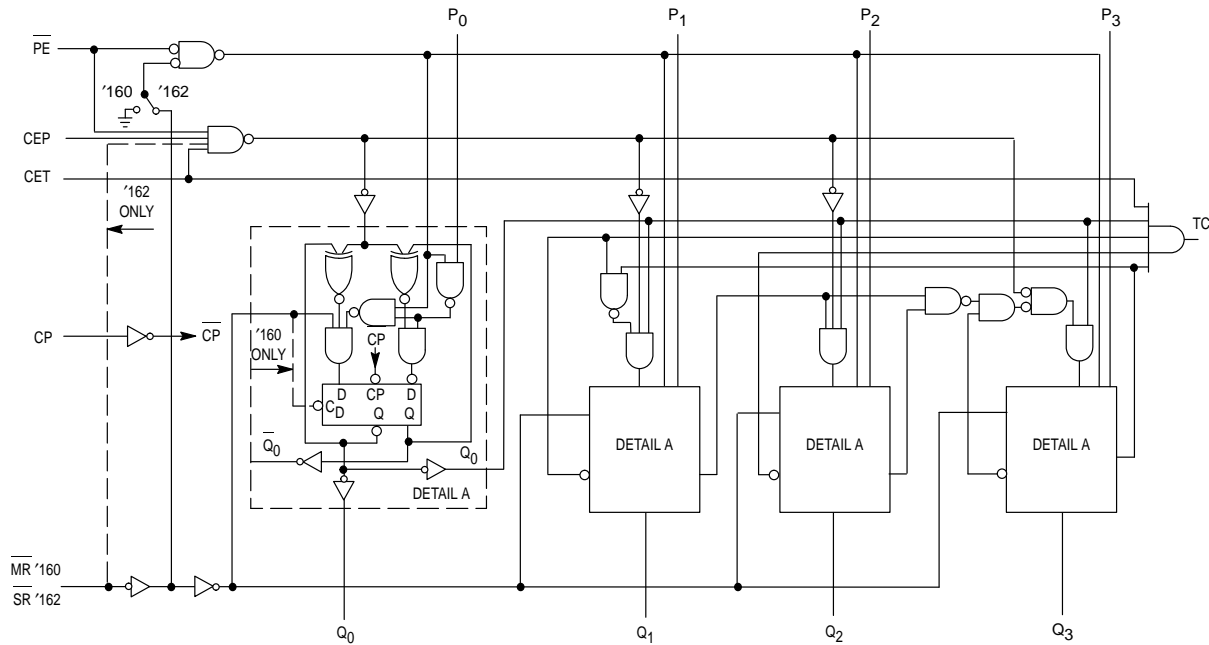 P0
P1
P2
P3
PE
'160
'162
CEP
CET
'162
ONLY
TC
CP
CP
'160
ONLY
CP
D
CP
D
CD
Q
Q
Q0
Q0
DETAIL A
DETAIL A
DETAIL A
DETAIL A
MR '160
SR '162
Q0
Q1
Q2
Q3